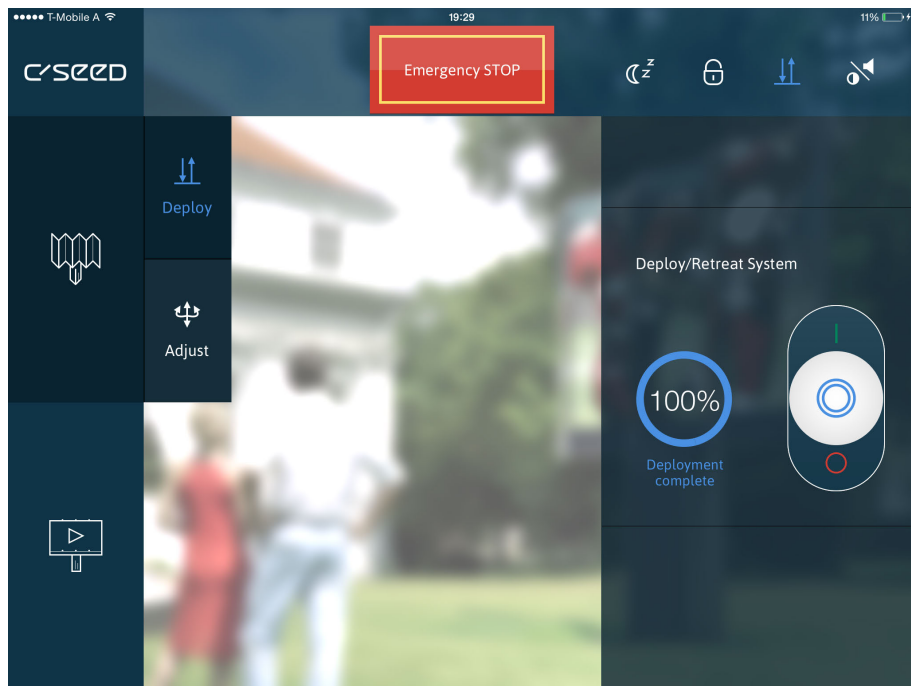 T-Mobile A
19:29
11%
C SEED
Emergency STOP
z
z
Deploy
Adjust
Deploy/Retreat System
100%
Deployment
complete